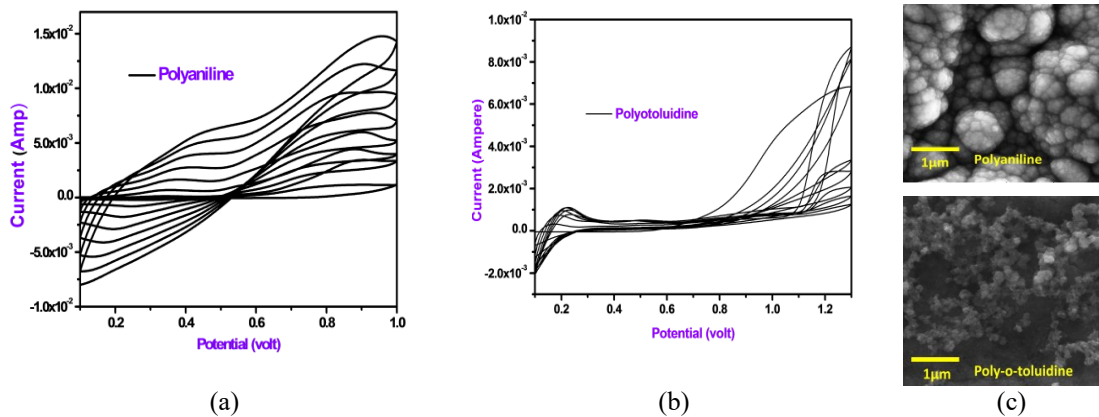 1.5x10⁻²
1.0x10⁻²
5.0x10⁻³
0.0
-5.0x10⁻³
-1.0x10⁻²
Current (Amp)
Polyaniline
0.2 0.4 0.6 0.8 1.0
Potential (volt)
(a)
1.0x10⁻²
8.0x10⁻³
6.0x10⁻³
4.0x10⁻³
2.0x10⁻³
0.0
-2.0x10⁻³
Current (Ampere)
Polyotoluidine
0.2 0.4 0.6 0.8 1.0 1.2
Potential (volt)
(b)
1μm
Polyaniline
1μm
Poly-o-toluidine
(c)